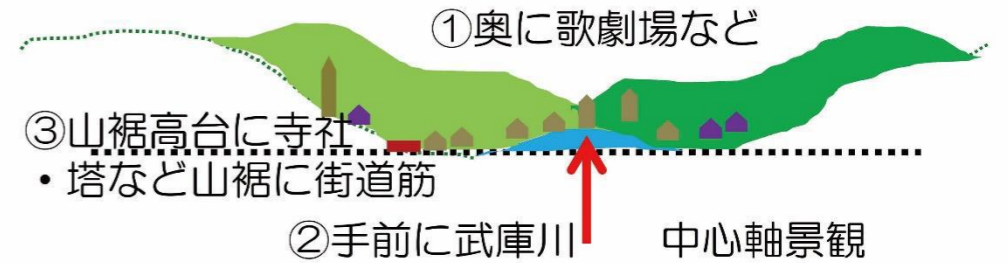 ①奥に歌劇場など
③山裾高台に寺社
・塔など山裾に街道筋
②手前に武庫川
中心軸景観